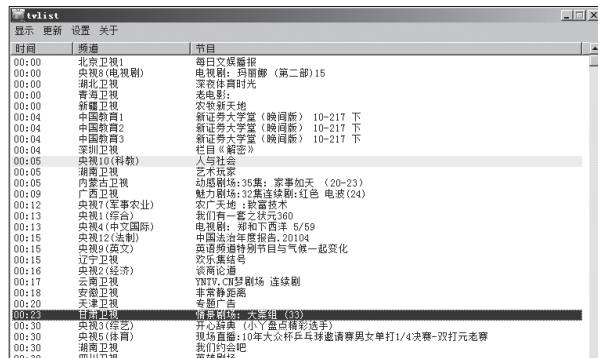 tvlist
显示 更新 设置 关于
时间 频道 节目
00:00 北京卫视1 每日文娱播报
00:00 央视8(电视剧) 电视剧: 玛丽娜 (第二部)15
00:00 湖北卫视 深夜体育时光
00:00 青海卫视 老电影:
00:00 新疆卫视 农牧新天地
00:04 中国教育1 新证券大学堂(晚间版) 10-217 下
00:04 中国教育2 新证券大学堂(晚间版) 10-217 下
00:04 中国教育3 新证券大学堂(晚间版) 10-217 下
00:04 深圳卫视 栏目《解密》
00:05 央视10(科教) 人与社会
00:05 湖南卫视 艺术玩家
00:05 内蒙古卫视 动感剧场:35集: 家事如天 (20-23)
00:09 广西卫视 魅力剧场:32集连续剧:红色 电波(24)
00:12 央视7(军事农业) 农广天地 :致富技术
00:13 央视1(综合) 我们有一套之状元360
00:13 央视4(中文国际) 电视剧: 郑和下西洋 5/59
00:15 央视12(法制) 中国法治年度报告.20104
00:15 央视9(英文) 英语频道特别节目与气候一起变化
00:15 辽宁卫视 欢乐集结号
00:16 央视2(经济) 谈商论道
00:17 云南卫视 YNTV.CN梦剧场 连续剧
00:18 安徽卫视 非常静距离
00:20 天津卫视 专题广告
00:23 甘肃卫视 情景剧场: 大案组 (33)
00:30 央视3(综艺) 开心辞典 (小丫盘点精彩选手)
00:30 央视5(体育) 现场直播:10年大众杯乒乓球邀请赛男女单打1/4决赛-双打元老赛
00:30 湖南卫视 我们约会吧
00:30 四川卫视 英雄剧场